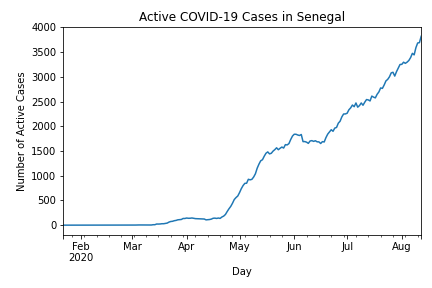 Active COVID-19 Cases in Senegal
Number of Active Cases
4000
3500
3000
2500
2000
1500
1000
500
0
Feb Mar Apr May Jun Jul Aug
2020
Day